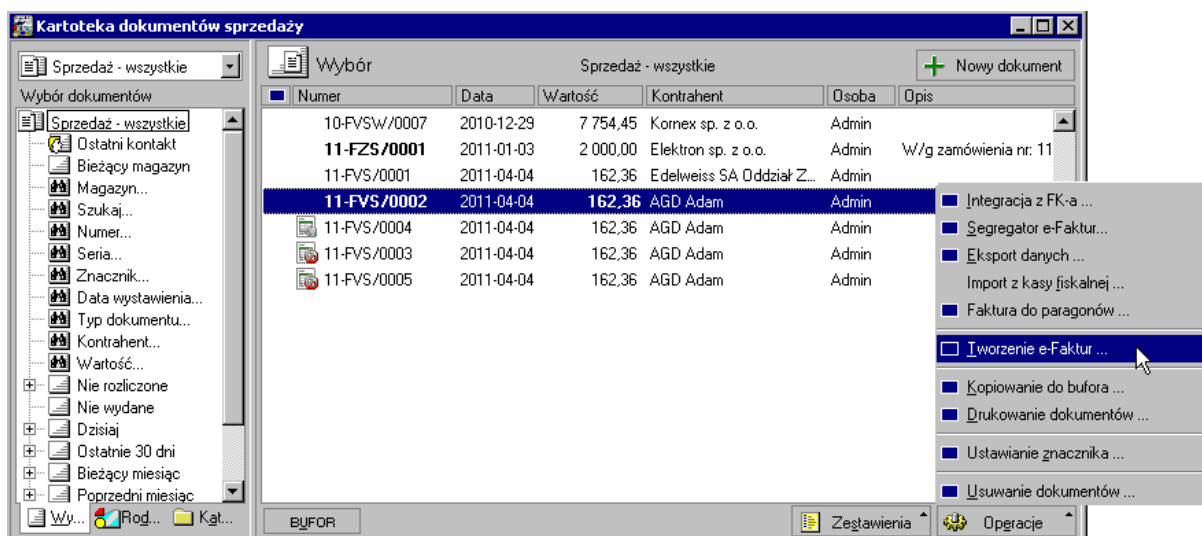 Kartoteka dokumentów sprzedaży
Sprzedaż - wszystkie
Wybór
Sprzedaż - wszystkie
Nowy dokument
Wybór dokumentów
Numer Data Wartość Kontrahent Osoba Opis
Sprzedaż - wszystkie
Ostatni kontakt
Bieżący magazyn
Magazyn...
Szukaj...
Numer...
Seria...
Znacznik...
Data wystawienia...
Typ dokumentu...
Kontrahent...
Wartość...
Nie rozliczone
Nie wydane
Dzisiaj
Ostatnie 30 dni
Bieżący miesiąc
Poprzedni miesiąc
Wy... Rod... Kat...
10-FVSW/0007 2010-12-29 7 754,45 Kornex sp. z o.o. Admin
11-FZS/0001 2011-01-03 2 000,00 Elektron sp. z o.o. Admin W/g zamówienia nr: 11
11-FVS/0001 2011-04-04 162,36 Edelweiss SA Oddział Z... Admin
11-FVS/0002 2011-04-04 162,36 AGD Adam Admin
11-FVS/0004 2011-04-04 162,36 AGD Adam Admin
11-FVS/0003 2011-04-04 162,36 AGD Adam Admin
11-FVS/0005 2011-04-04 162,36 AGD Adam Admin
Integracja z FK-a ...
Segregator e-Faktur...
Eksport danych ...
Import z kasy fiskalnej ...
Faktura do paragonów ...
Tworzenie e-Faktur ...
Kopiowanie do bufora ...
Drukowanie dokumentów ...
Ustawianie znacznika ...
Usuwanie dokumentów ...
BUFOR
Zestawienia
Operacje